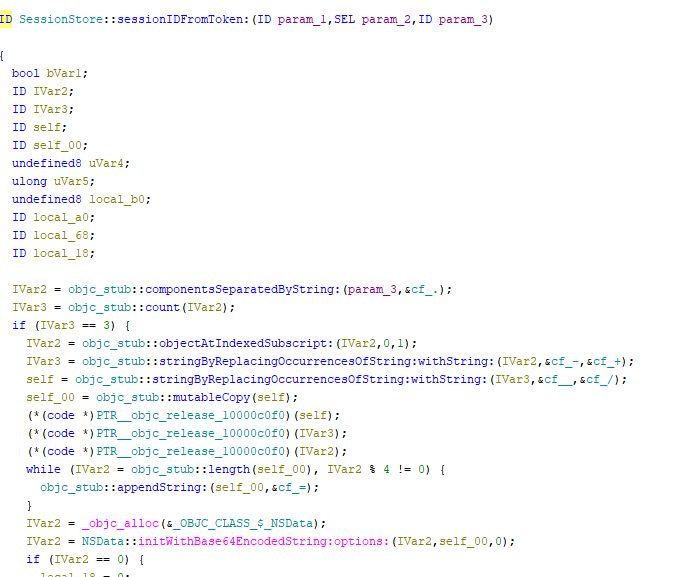 ID SessionStore::sessionIDFromToken:(ID param_1,SEL param_2,ID param_3)
{
bool bVar1;
ID IVar2;
ID IVar3;
ID self;
ID self_00;
undefined8 uVar4;
ulong uVar5;
undefined8 local_b0;
ID local_a0;
ID local_68;
ID local_18;
IVar2 = objc_stub::componentsSeparatedByString:(param_3,&cf_.);
IVar3 = objc_stub::count(IVar2);
if (IVar3 == 3) {
IVar2 = objc_stub::objectAtIndexedSubscript:(IVar2,0,1);
IVar3 = objc_stub::stringByReplacingOccurrencesOfString:withString:(IVar2,&cf_-,&cf_+);
self = objc_stub::stringByReplacingOccurrencesOfString:withString:(IVar3,&cf__,&cf_/);
self_00 = objc_stub::mutableCopy(self);
(*(code *)PTR__objc_release_10000c0f0)(self);
(*(code *)PTR__objc_release_10000c0f0)(IVar3);
(*(code *)PTR__objc_release_10000c0f0)(IVar2);
while (IVar2 = objc_stub::length(self_00), IVar2 % 4 != 0) {
objc_stub::appendString:(self_00,&cf_=);
}
IVar2 = _objc_alloc(&_OBJC_CLASS_$_NSData);
IVar2 = NSData::initWithBase64EncodedString:options:(IVar2,self_00,0);
if (IVar2 == 0) {
local_18 = 0;